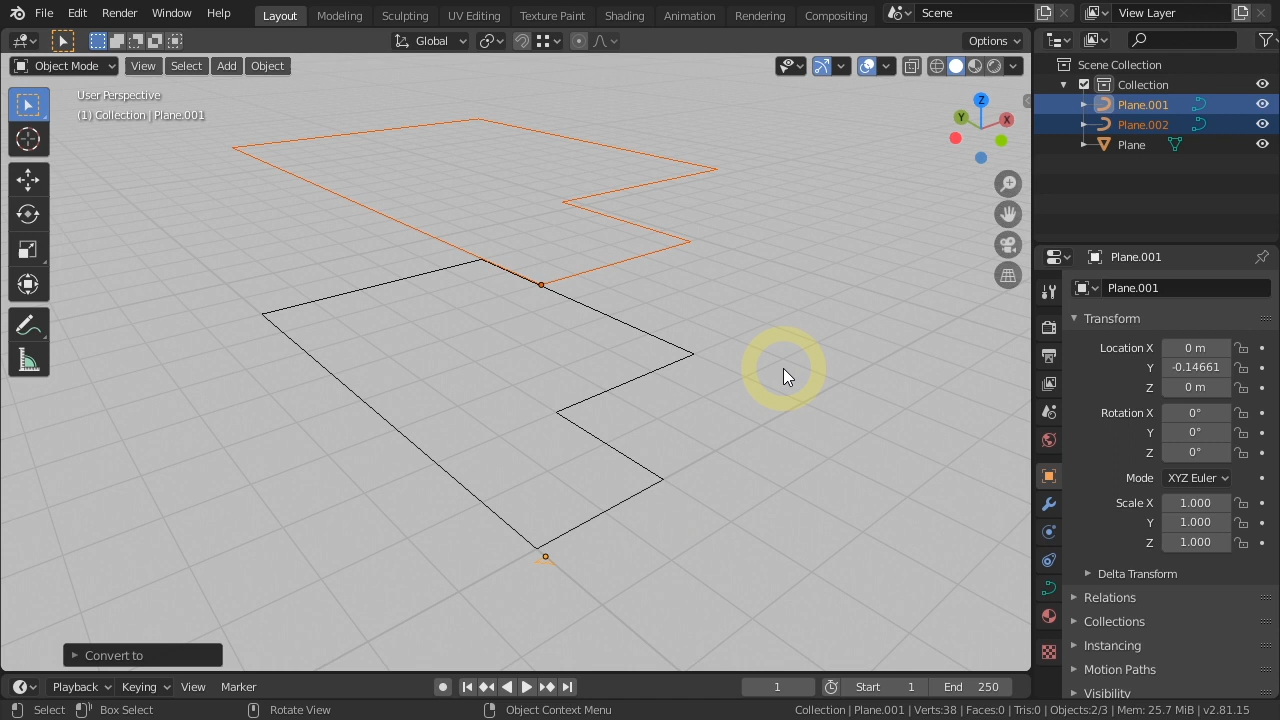 File Edit Render Window Help Layout Modeling Sculpting UV Editing Texture Paint Shading Animation Rendering Compositing Scene View Layer
Global Options
Object Mode View Select Add Object
User Perspective
(1) Collection | Plane.001
Z
Y
X
Scene Collection
Collection
Plane.001
Plane.002
Plane
Plane.001
Plane.001
Transform
Location X 0 m
Y -0.14661
Z 0 m
Rotation X 0°
Y 0°
Z 0°
Mode XYZ Euler
Scale X 1.000
Y 1.000
Z 1.000
Delta Transform
Relations
Collections
Instancing
Motion Paths
Visibility
Convert to
Playback Keying View Marker 1 Start 1 End 250
Select Box Select Rotate View Object Context Menu Collection | Plane.001 | Verts:38 | Faces:0 | Tris:0 | Objects:2/3 | Mem: 25.7 MiB | v2.81.15